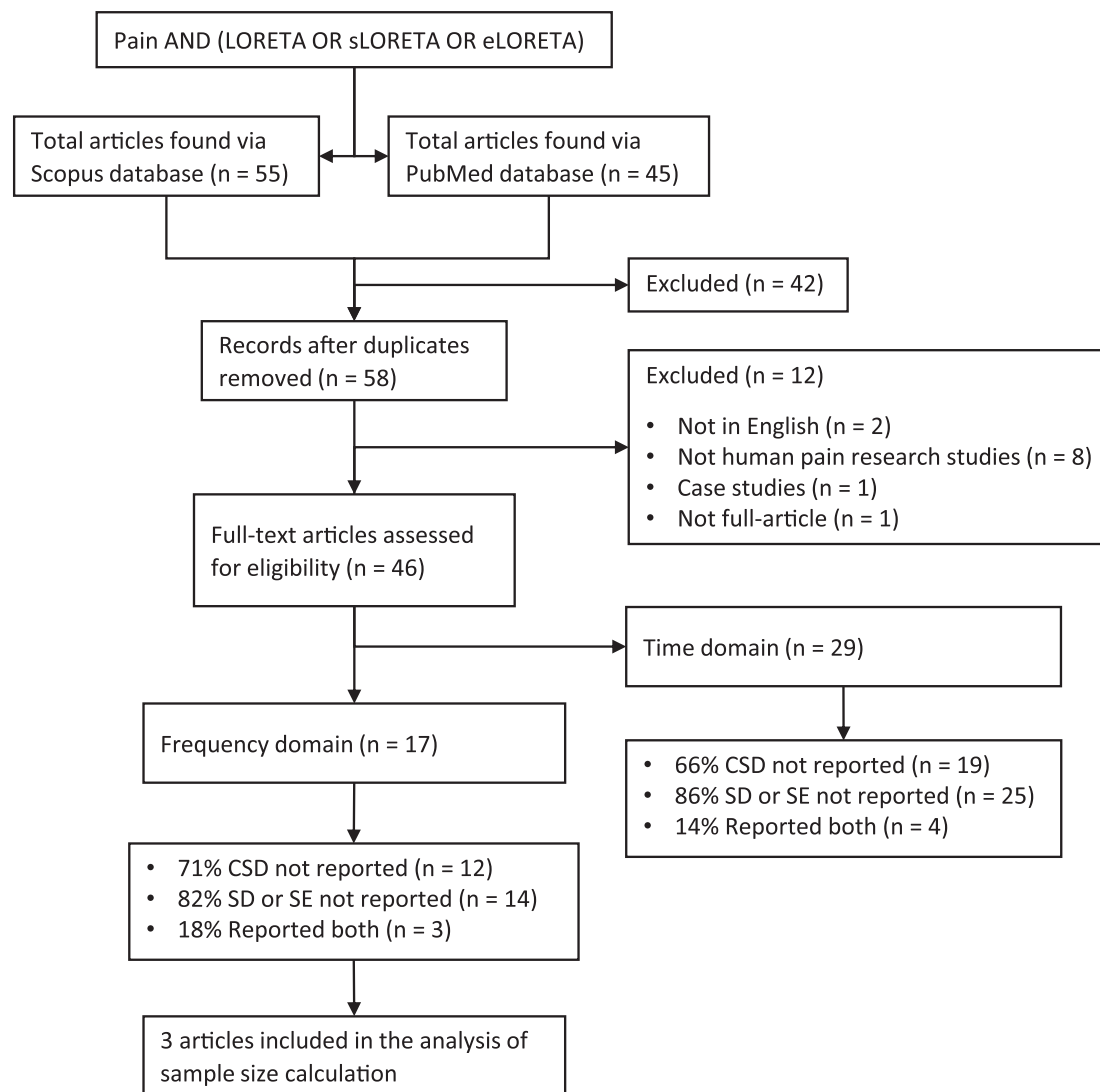 Pain AND (LORETA OR sLORETA OR eLORETA)
Total articles found via
Scopus database (n = 55)
Total articles found via
PubMed database (n = 45)
Excluded (n = 42)
Records after duplicates
removed (n = 58)
Excluded (n = 12)
• Not in English (n = 2)
• Not human pain research studies (n = 8)
• Case studies (n = 1)
• Not full-article (n = 1)
Full-text articles assessed
for eligibility (n = 46)
Time domain (n = 29)
Frequency domain (n = 17)
• 66% CSD not reported (n = 19)
• 86% SD or SE not reported (n = 25)
• 14% Reported both (n = 4)
• 71% CSD not reported (n = 12)
• 82% SD or SE not reported (n = 14)
• 18% Reported both (n = 3)
3 articles included in the analysis of
sample size calculation